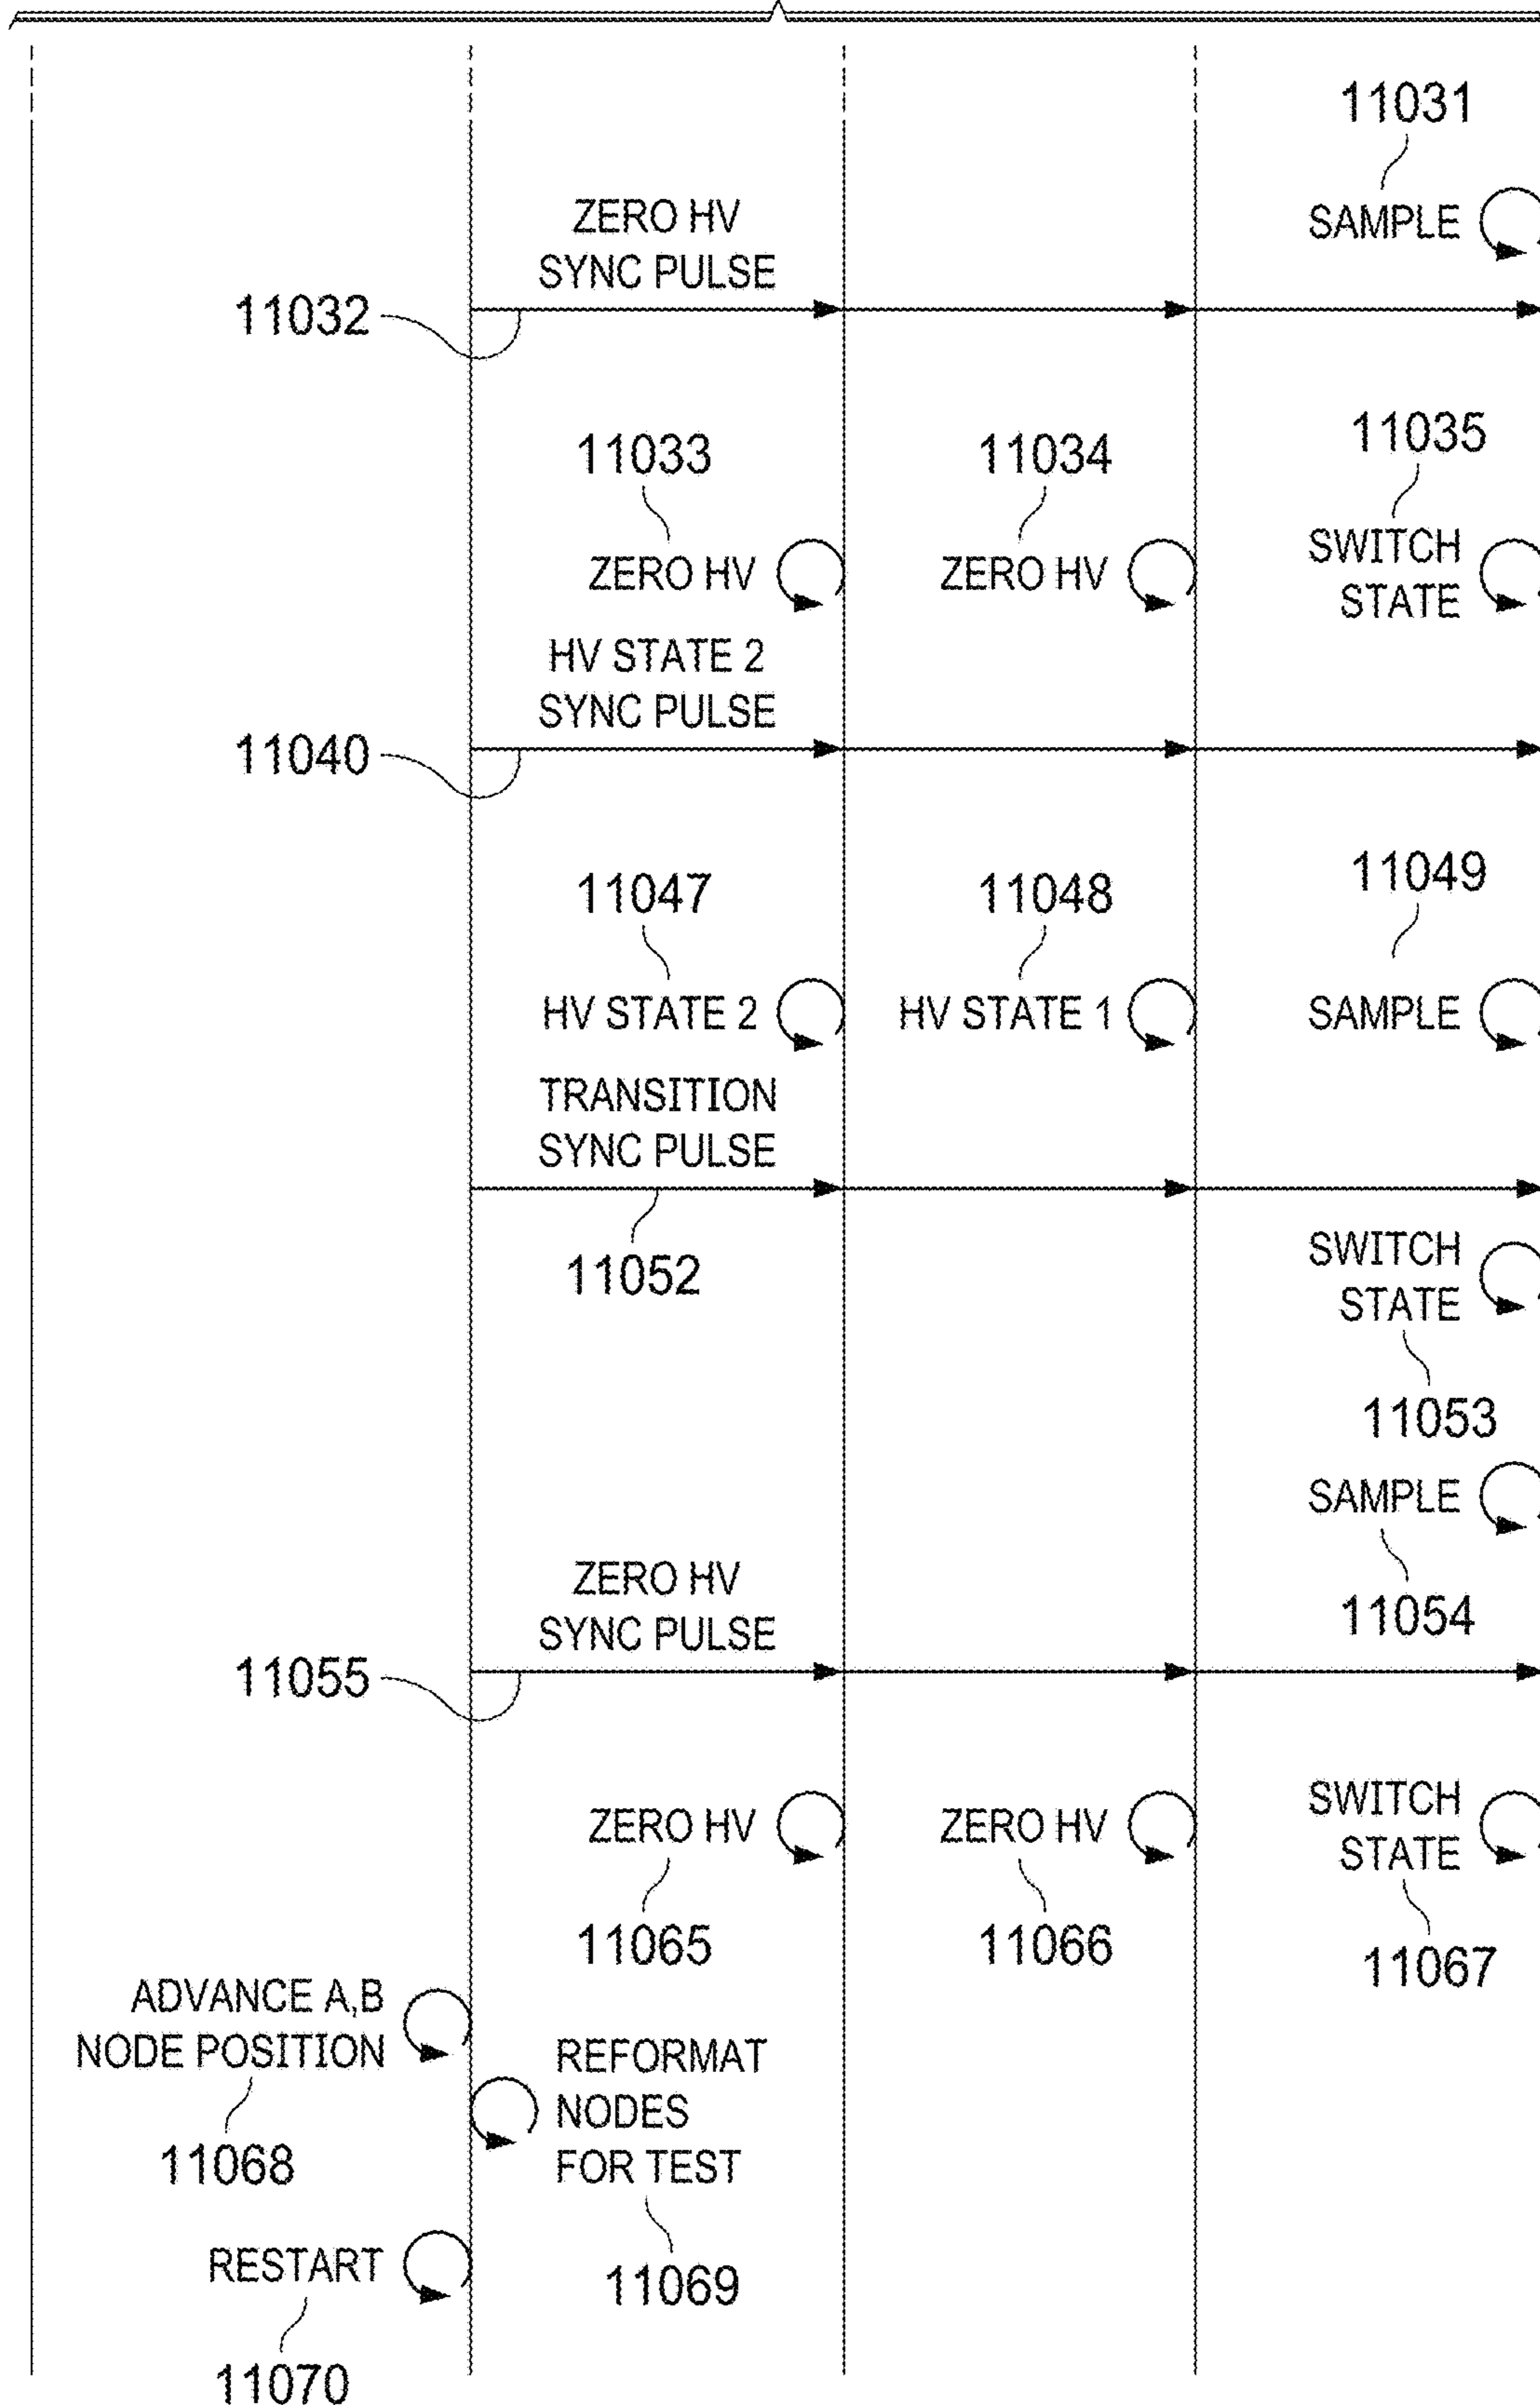 11031
SAMPLE
ZERO HV
SYNC PULSE
11032
11033
ZERO HV
11034
ZERO HV
11035
SWITCH
STATE
HV STATE 2
SYNC PULSE
11040
11047
HV STATE 2
11048
HV STATE 1
11049
SAMPLE
TRANSITION
SYNC PULSE
11052
SWITCH
STATE
11053
SAMPLE
11054
ZERO HV
SYNC PULSE
11055
ZERO HV
11065
ZERO HV
11066
SWITCH
STATE
11067
ADVANCE A,B
NODE POSITION
11068
REFORMAT
NODES
FOR TEST
11069
RESTART
11070